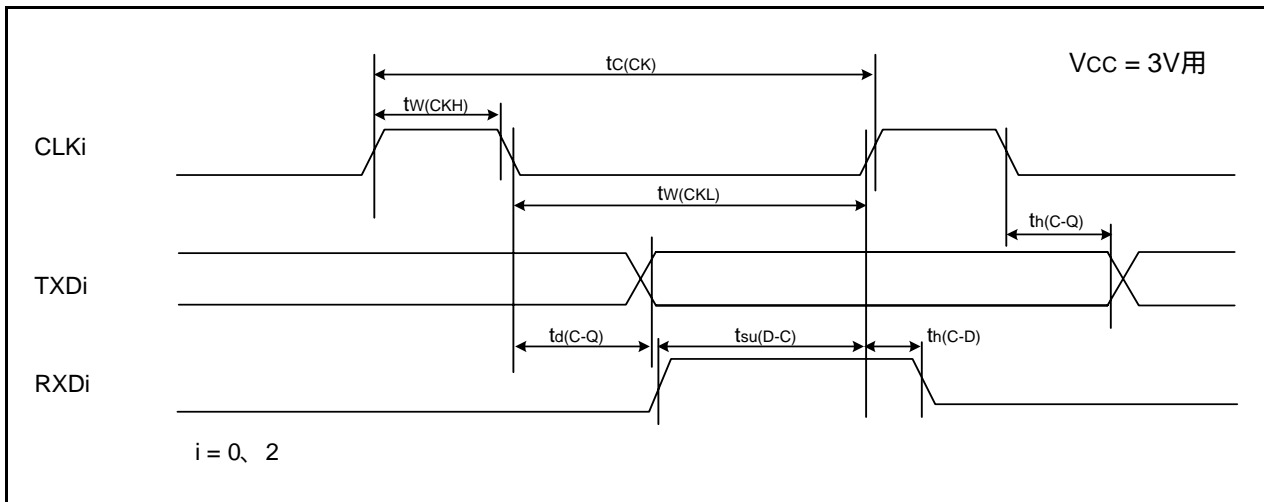 tC(CK)
VCC = 3V用
tW(CKH)
CLKi
tW(CKL)
th(C-Q)
TXDi
td(C-Q)
tsu(D-C)
th(C-D)
RXDi
i = 0、 2